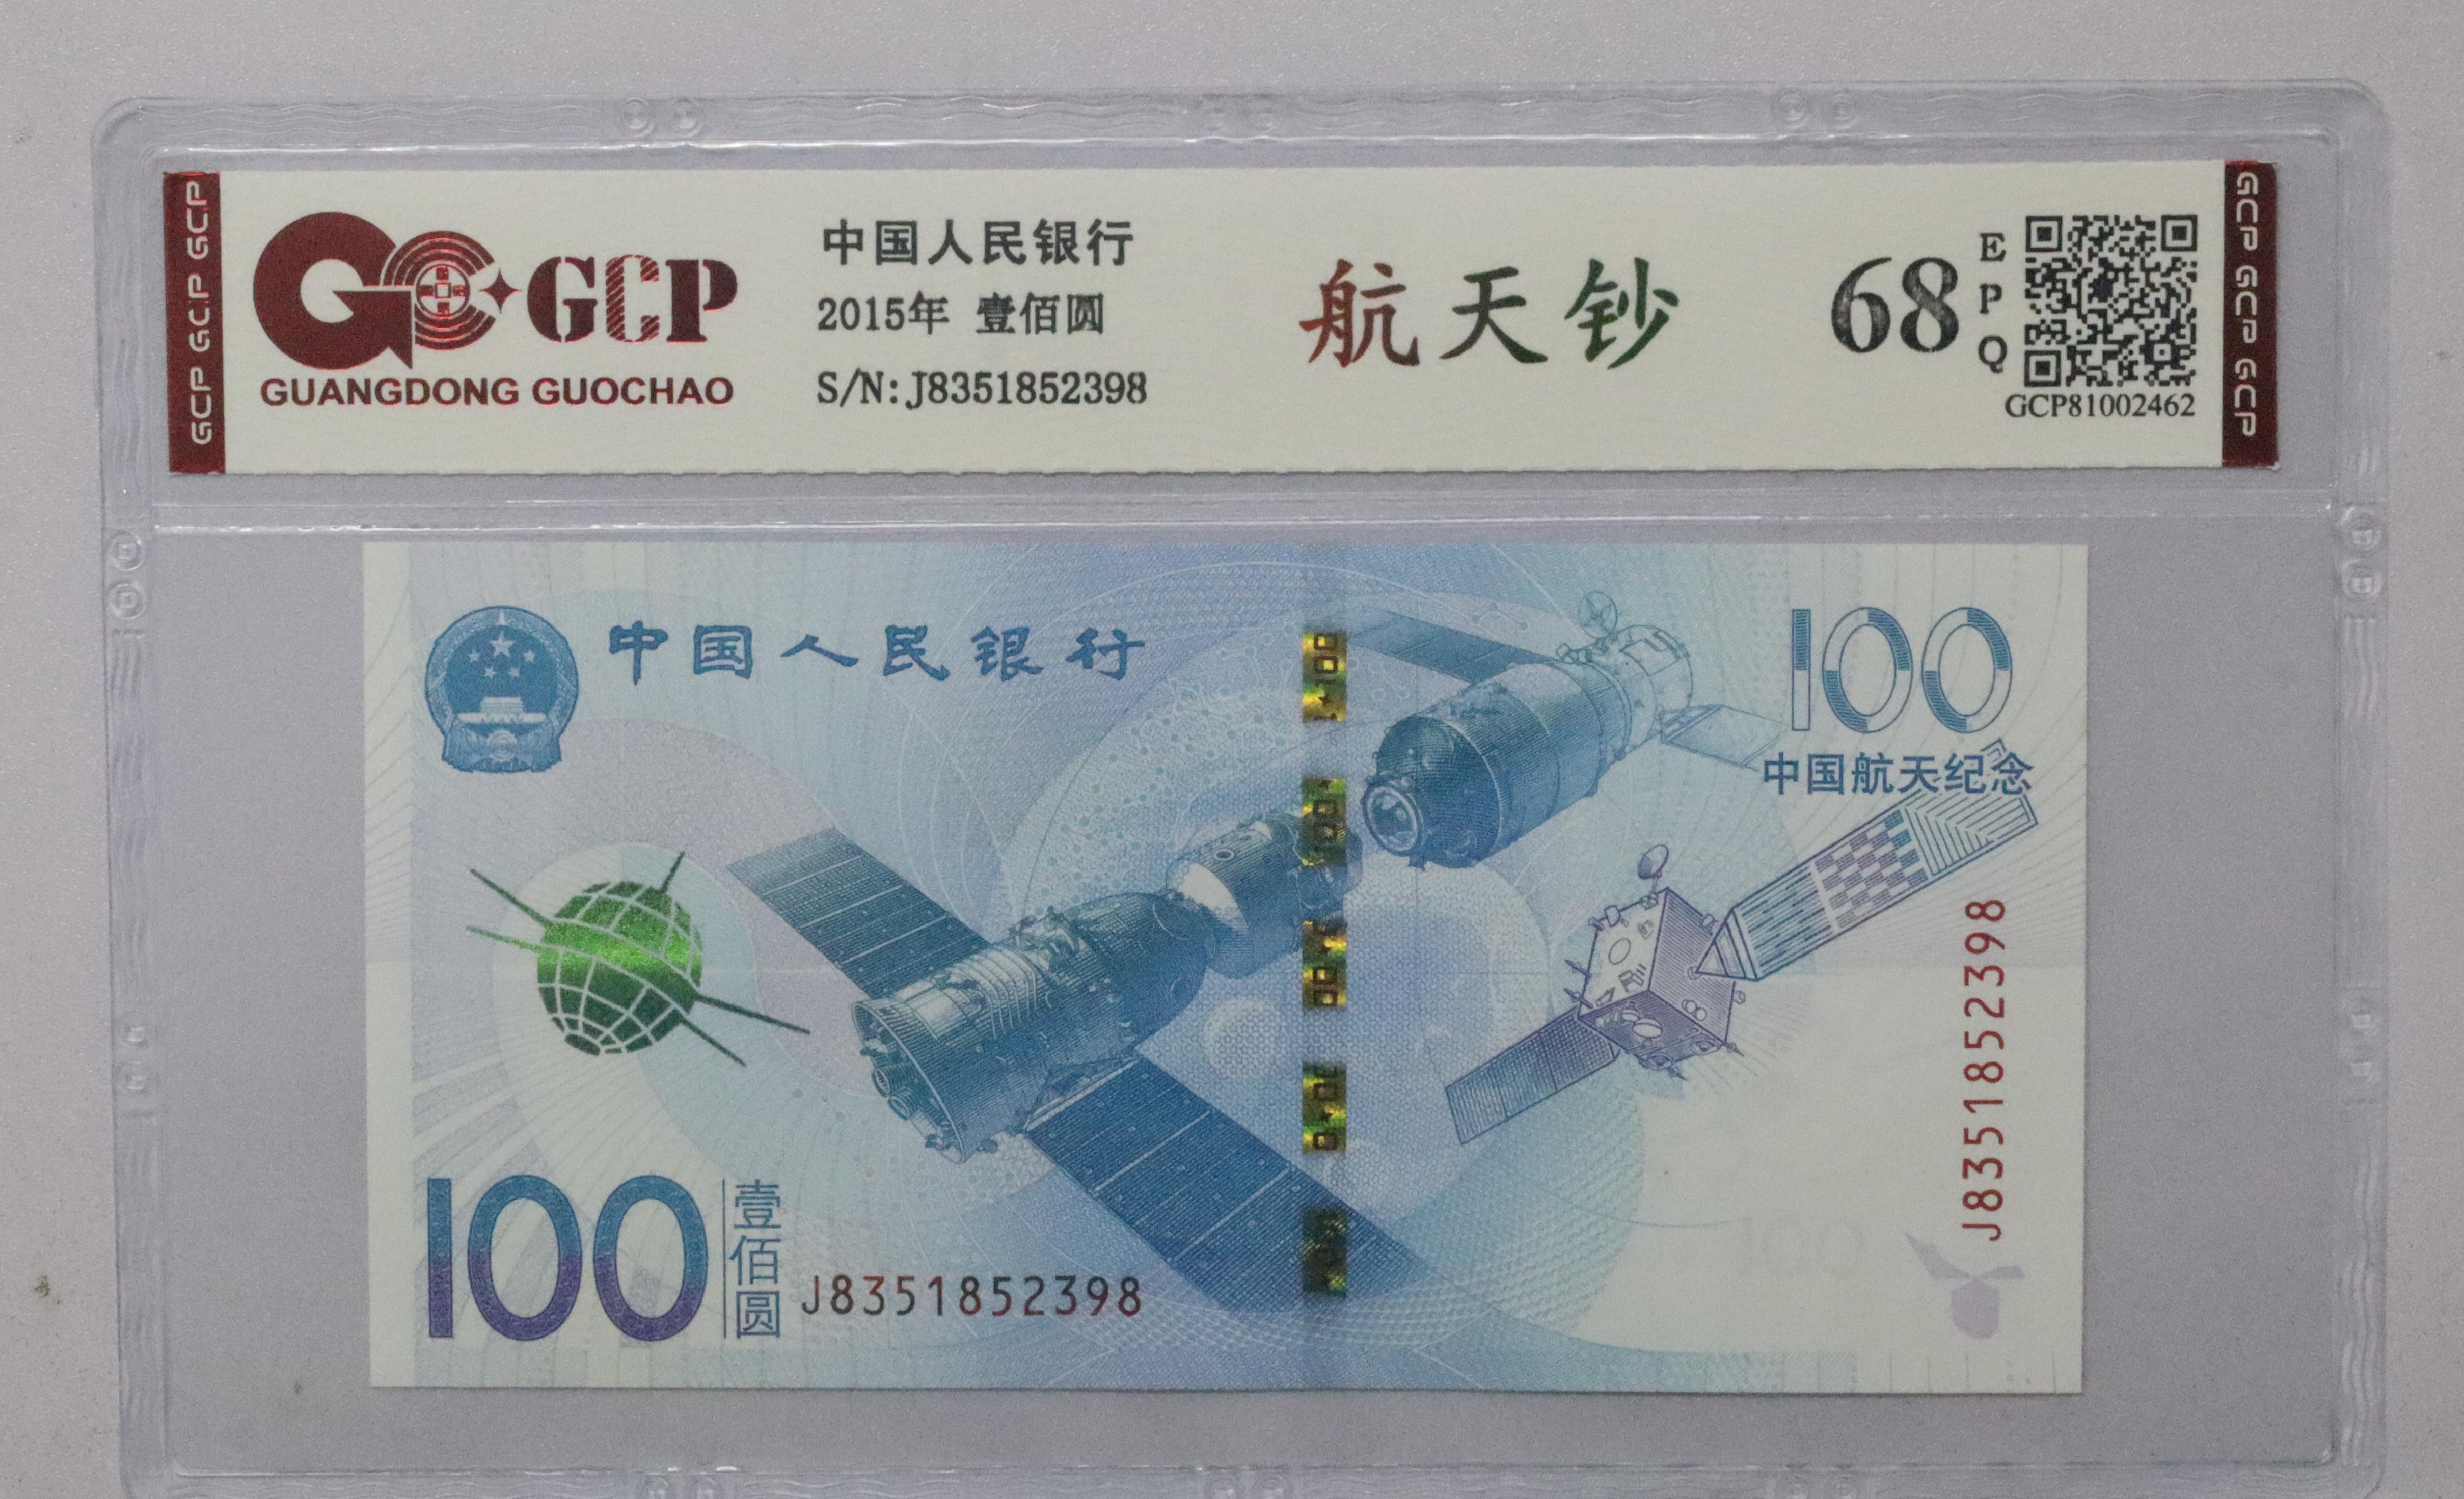 GCP GCP GCP
GCP
GUANGDONG GUOCHAO
中国人民银行
2015年 壹佰圆
S/N:J8351852398
航天钞
68
EPQ
GCP81002462
GCP GCP GCP
中国人民银行
100
中国航天纪念
J8351852398
100
壹佰圆
J8351852398